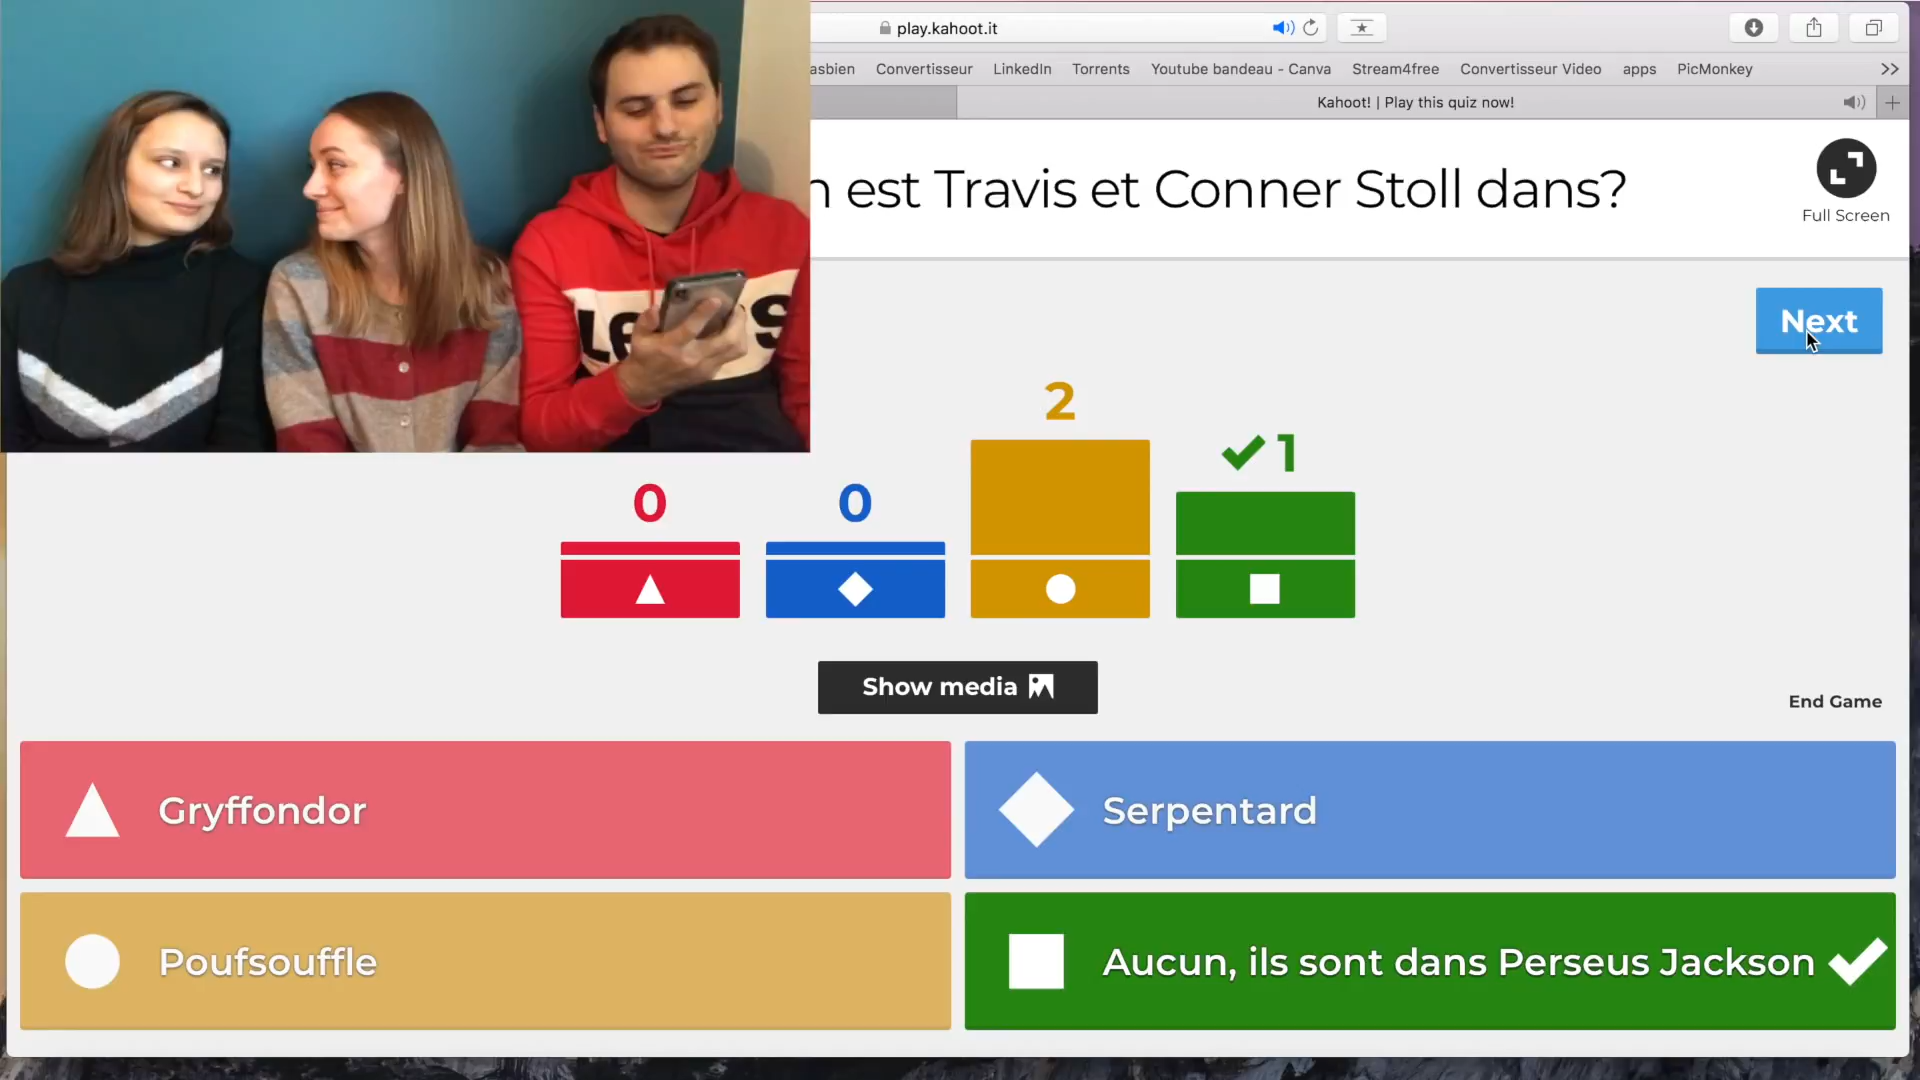 play.kahoot.it
Convertisseur LinkedIn Torrents Youtube bandeau - Canva Stream4free Convertisseur Video apps PicMonkey >>
Kahoot! | Play this quiz now!
est Travis et Conner Stoll dans?
Full Screen
Next
2
1
0
0
Show media
End Game
Gryffondor
Serpentard
Poufsouffle
Aucun, ils sont dans Perseus Jackson